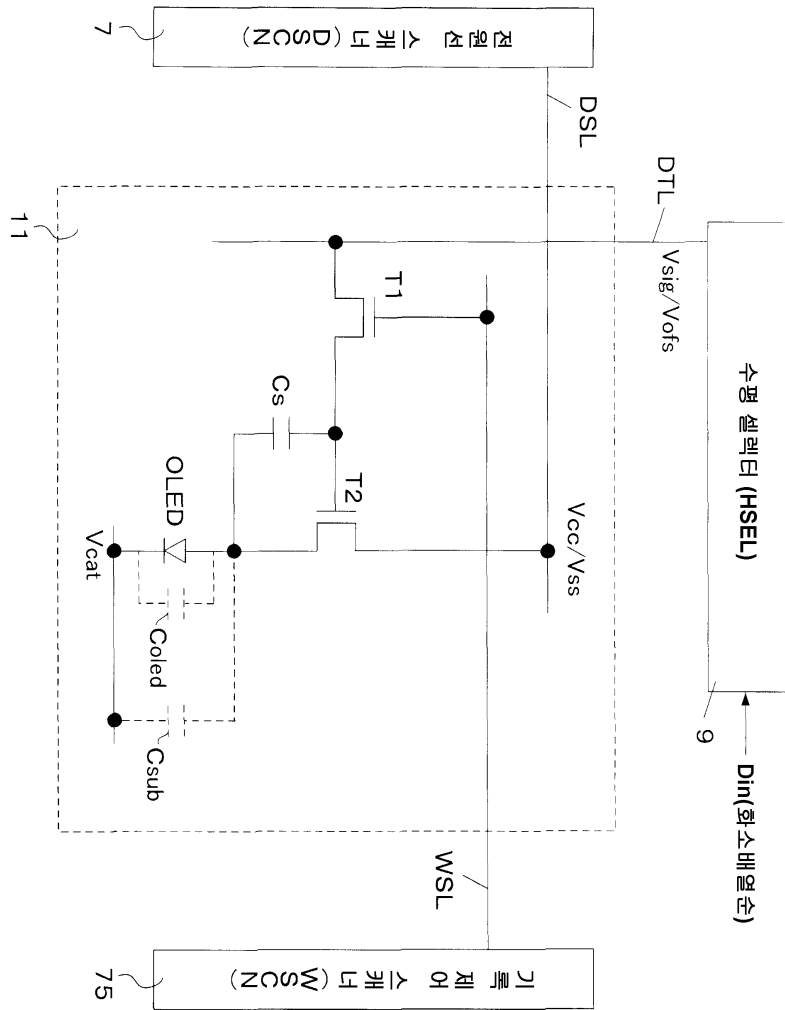 전원선 스캐너(DSCN)
7
DSL
DTL
Vsig/Vofs
11
T1
Cs
T2
OLED
Vcc/Vss
Vcat
Coled
Csub
수평 셀렉터 (HSEL)
9
Din(화소배열순)
WSL
기록제어 스캐너(WSCN)
75